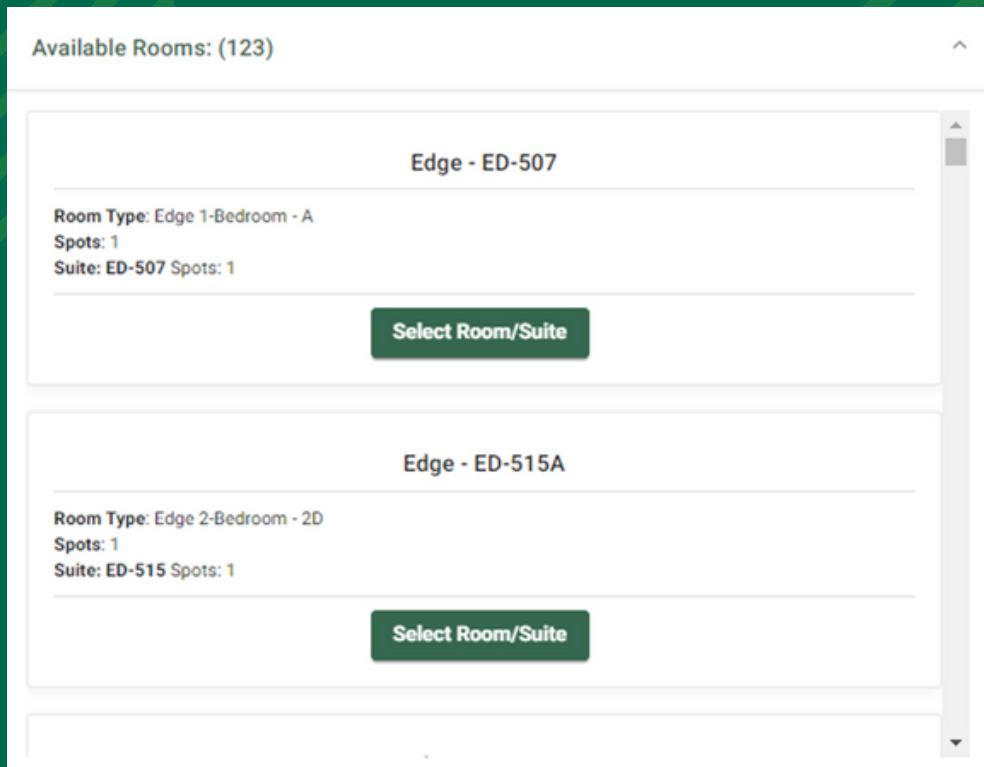 Available Rooms: (123)
Edge - ED-507
Room Type: Edge 1-Bedroom - A
Spots: 1
Suite: ED-507 Spots: 1
Select Room/Suite
Edge - ED-515A
Room Type: Edge 2-Bedroom - 2D
Spots: 1
Suite: ED-515 Spots: 1
Select Room/Suite